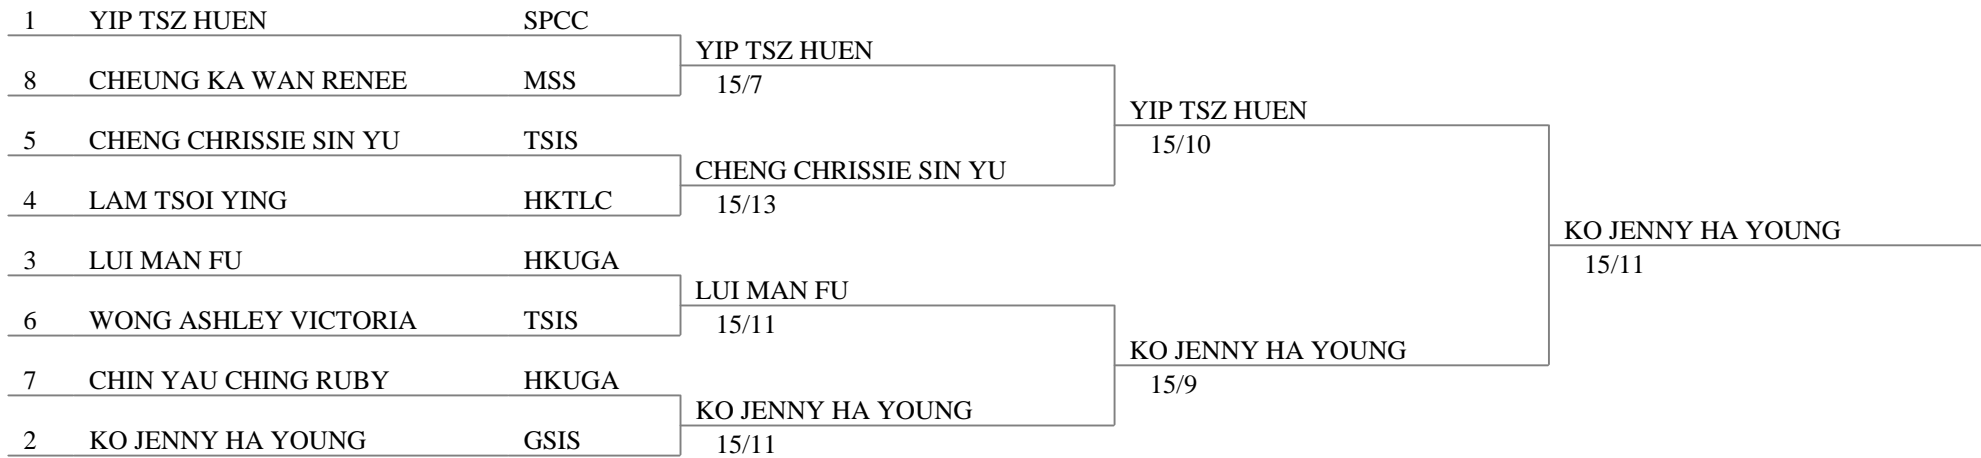 1 YIP TSZ HUEN SPCC
YIP TSZ HUEN
8 CHEUNG KA WAN RENEE MSS
15/7
YIP TSZ HUEN
5 CHENG CHRISSIE SIN YU TSIS
15/10
CHENG CHRISSIE SIN YU
4 LAM TSOI YING HKTLC
15/13
KO JENNY HA YOUNG
3 LUI MAN FU HKUGA
15/11
LUI MAN FU
6 WONG ASHLEY VICTORIA TSIS
15/11
KO JENNY HA YOUNG
7 CHIN YAU CHING RUBY HKUGA
15/9
KO JENNY HA YOUNG
2 KO JENNY HA YOUNG GSIS
15/11